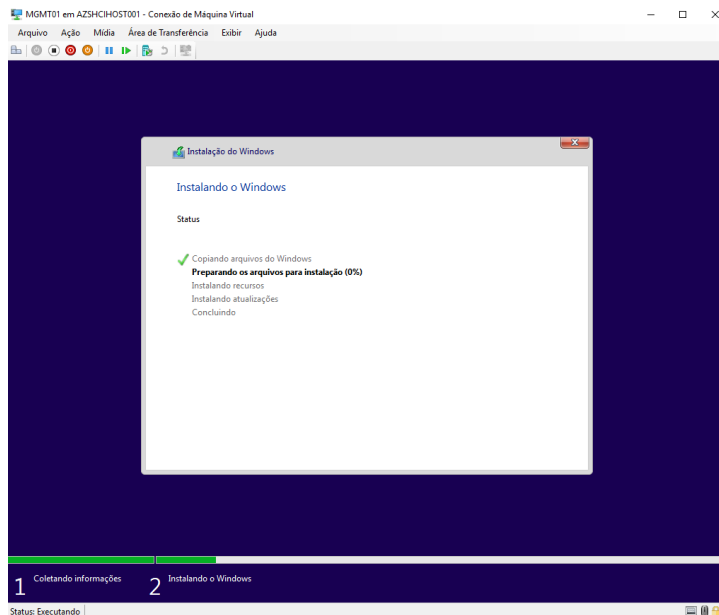 MGMT01 em AZSHCIHOST001 - Conexão de Máquina Virtual
Arquivo Ação Mídia Área de Transferência Exibir Ajuda
Instalação do Windows
Instalando o Windows
Status
Copiando arquivos do Windows
Preparando os arquivos para instalação (0%)
Instalando recursos
Instalando atualizações
Concluindo
1 Coletando informações 2 Instalando o Windows
Status: Executando